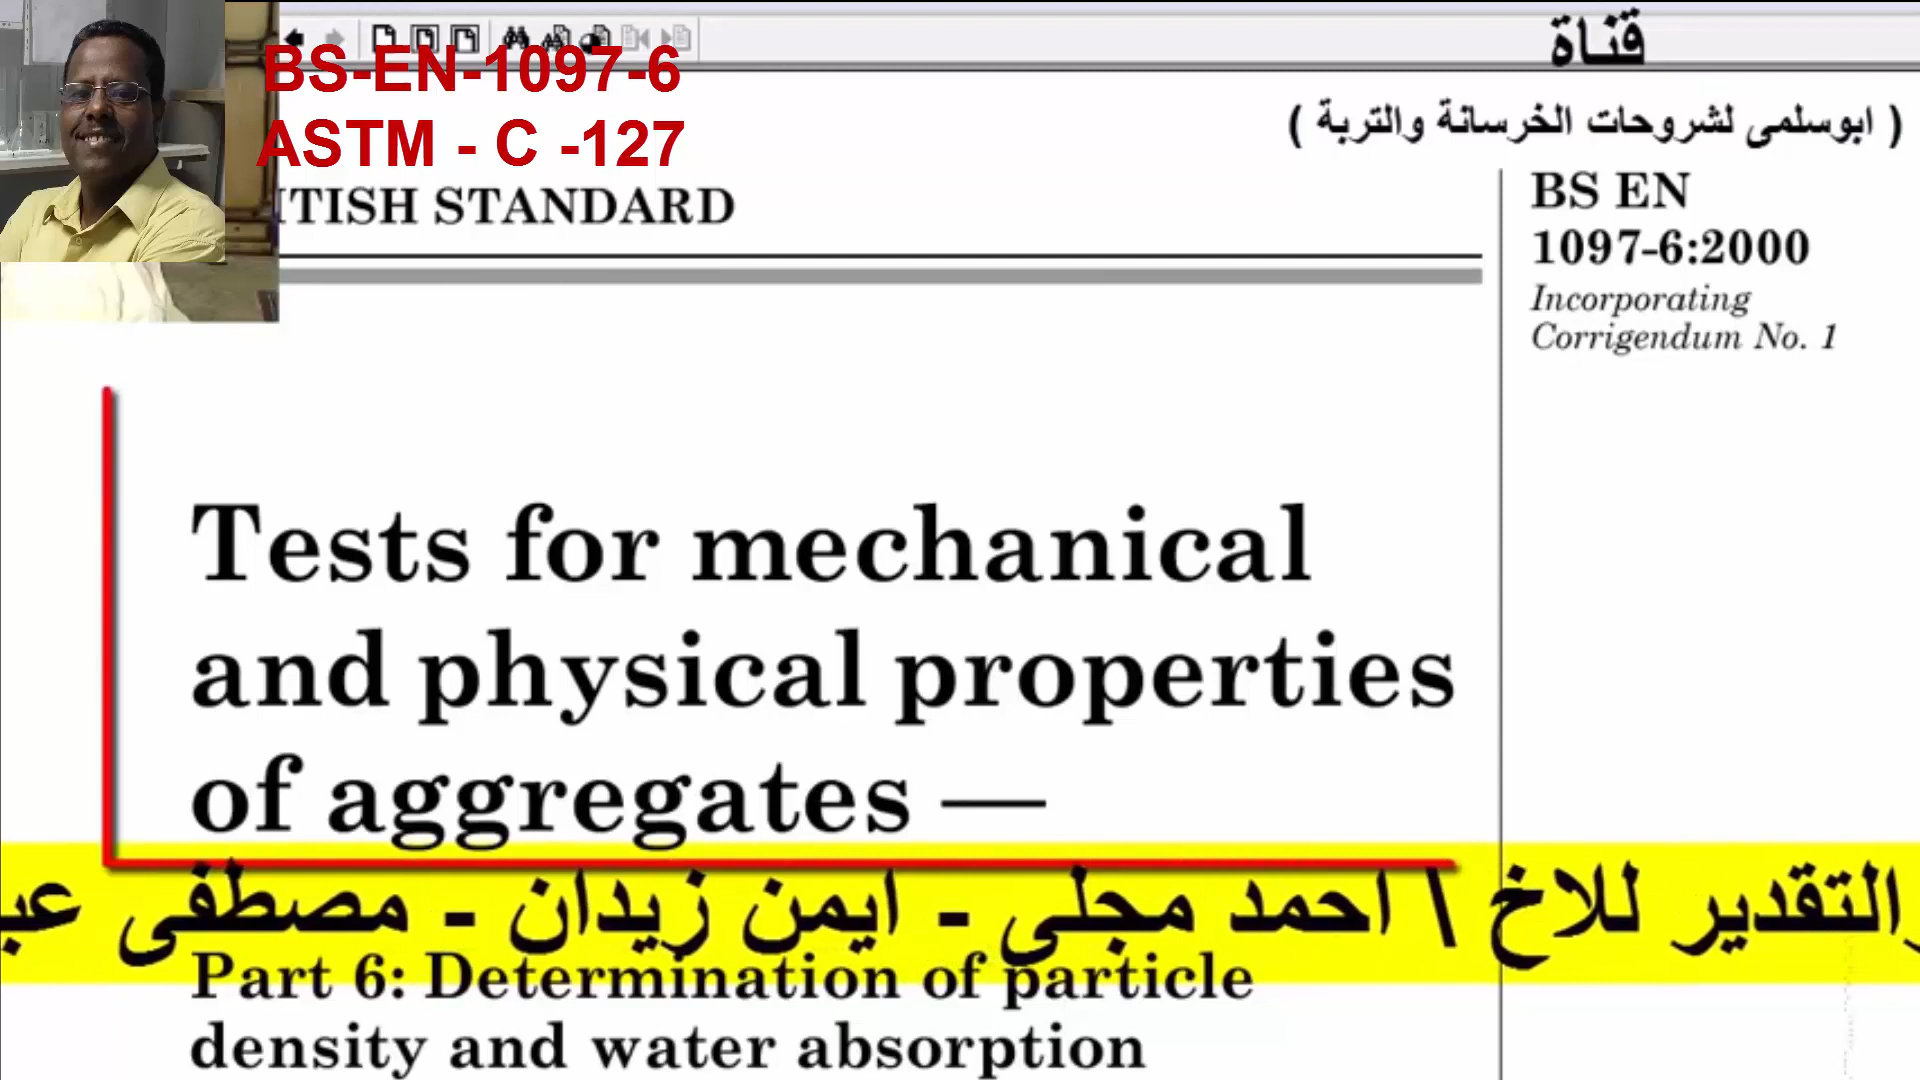 قناة
( ابوسلمى لشروحات الخرسانة والتربة )
BS-EN-1097-6
ASTM - C -127
ITISH STANDARD
BS EN
1097-6:2000
Incorporating
Corrigendum No. 1
Tests for mechanical
and physical properties
of aggregates —
التقدير للاخ \ احمد مجلى - ايمن زيدان - مصطفى عب
Part 6: Determination of particle
density and water absorption